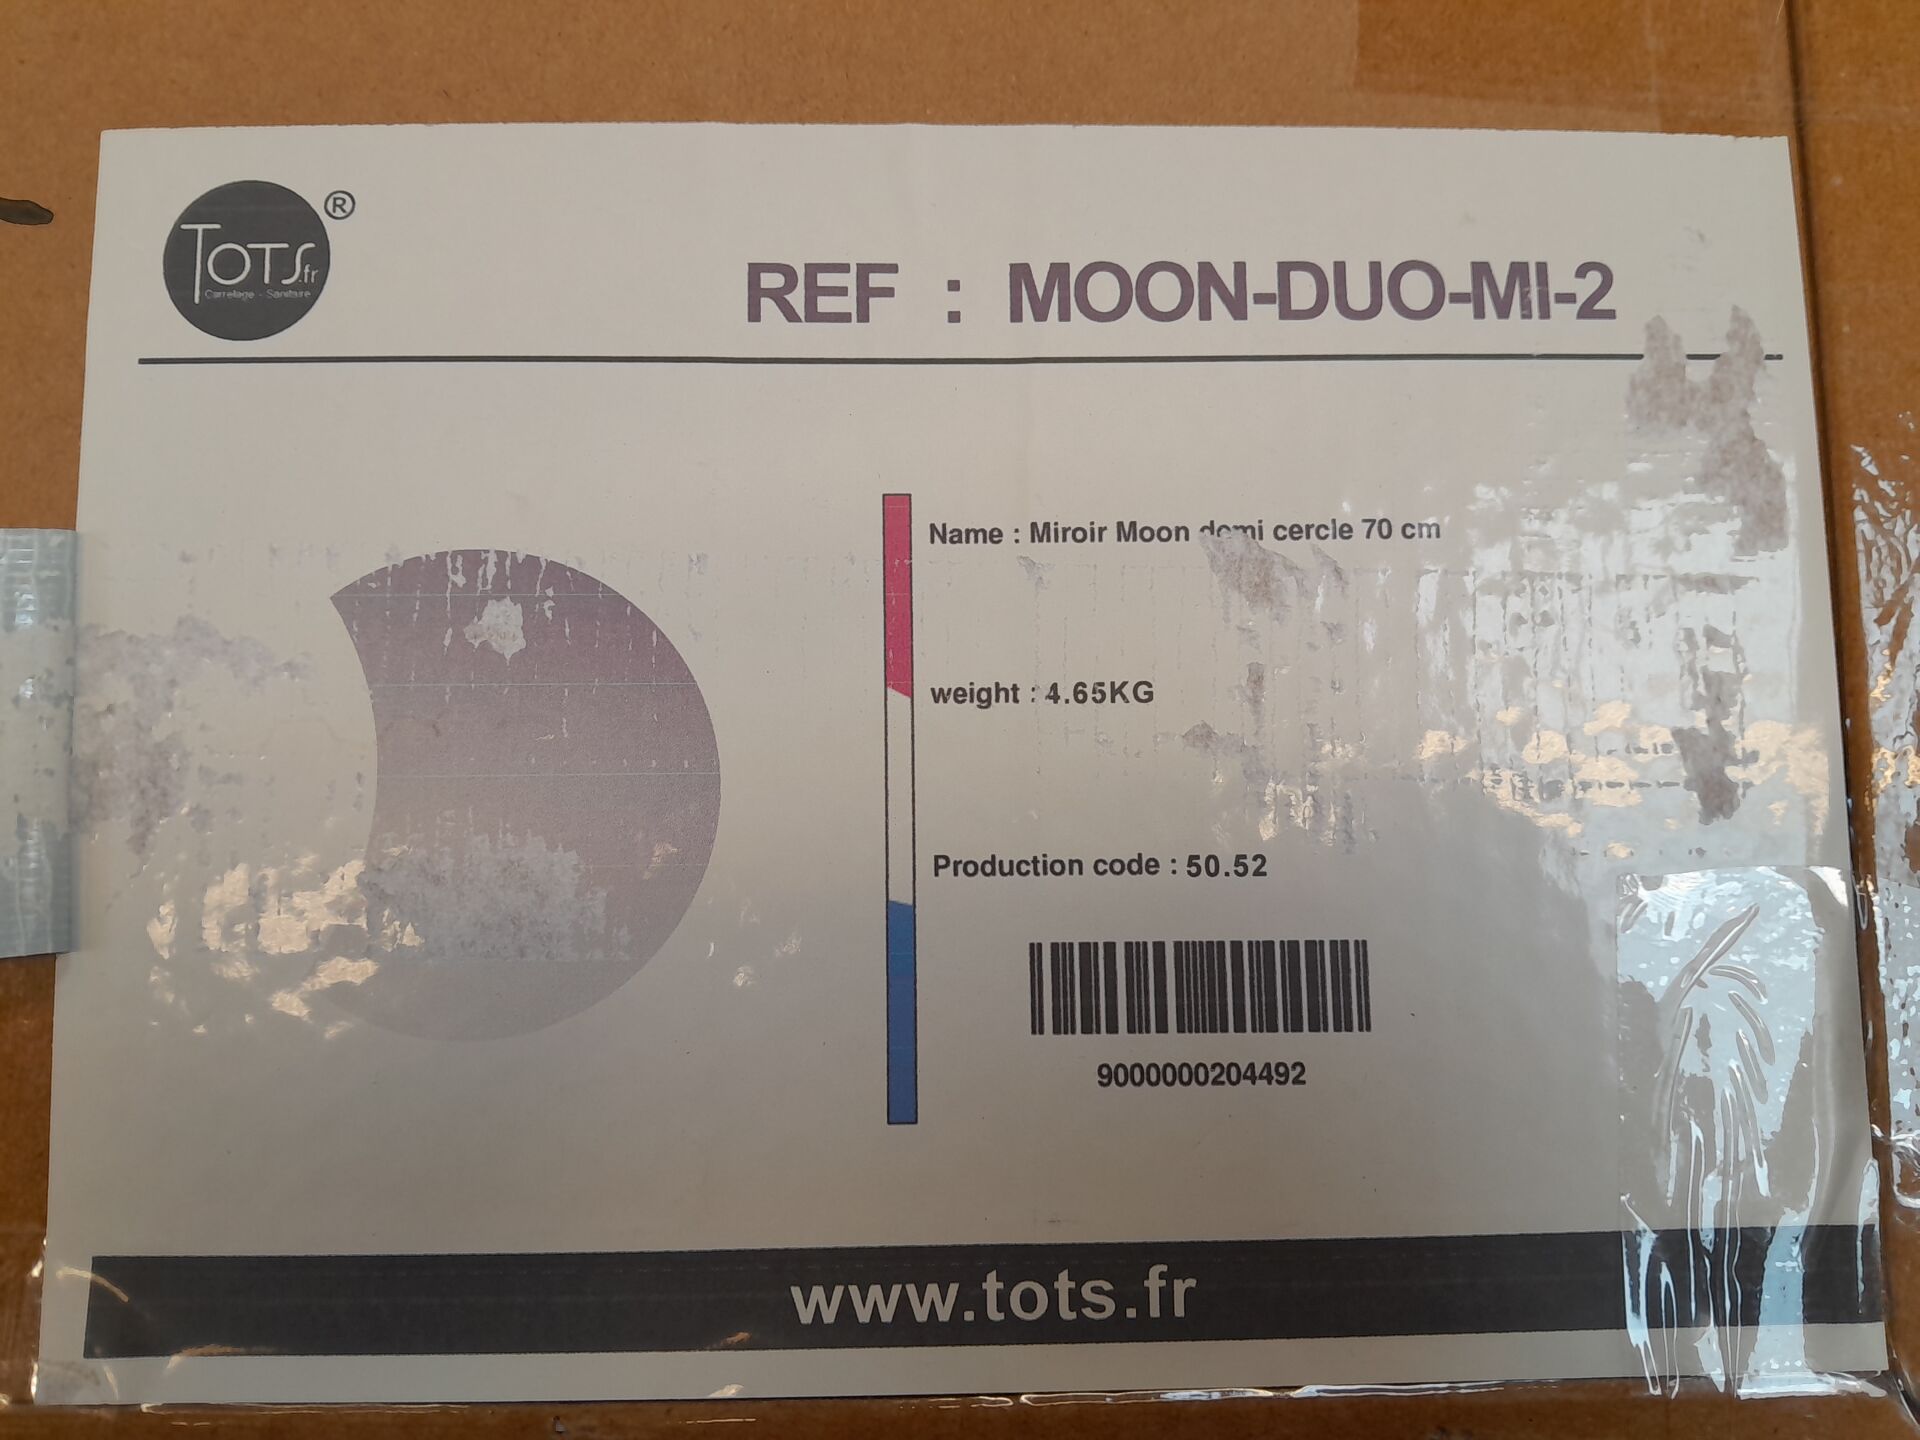 TOTS.fr ®
Carrelage - Sanitaire
REF : MOON-DUO-MI-2
Name : Miroir Moon demi cercle 70 cm
weight : 4.65KG
Production code : 50.52
9000000204492
www.tots.fr